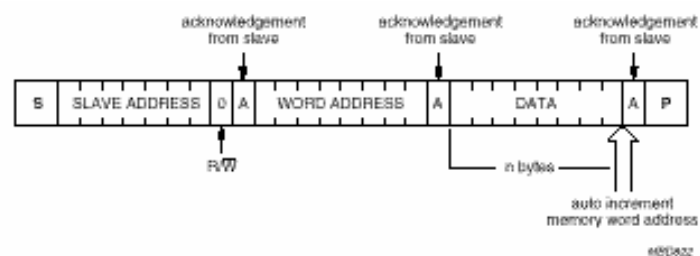 acknowledgement
from slave
acknowledgement
from slave
acknowledgement
from slave
S SLAVE ADDRESS 0 A WORD ADDRESS A DATA A P
R/W
n bytes
auto increment
memory word address